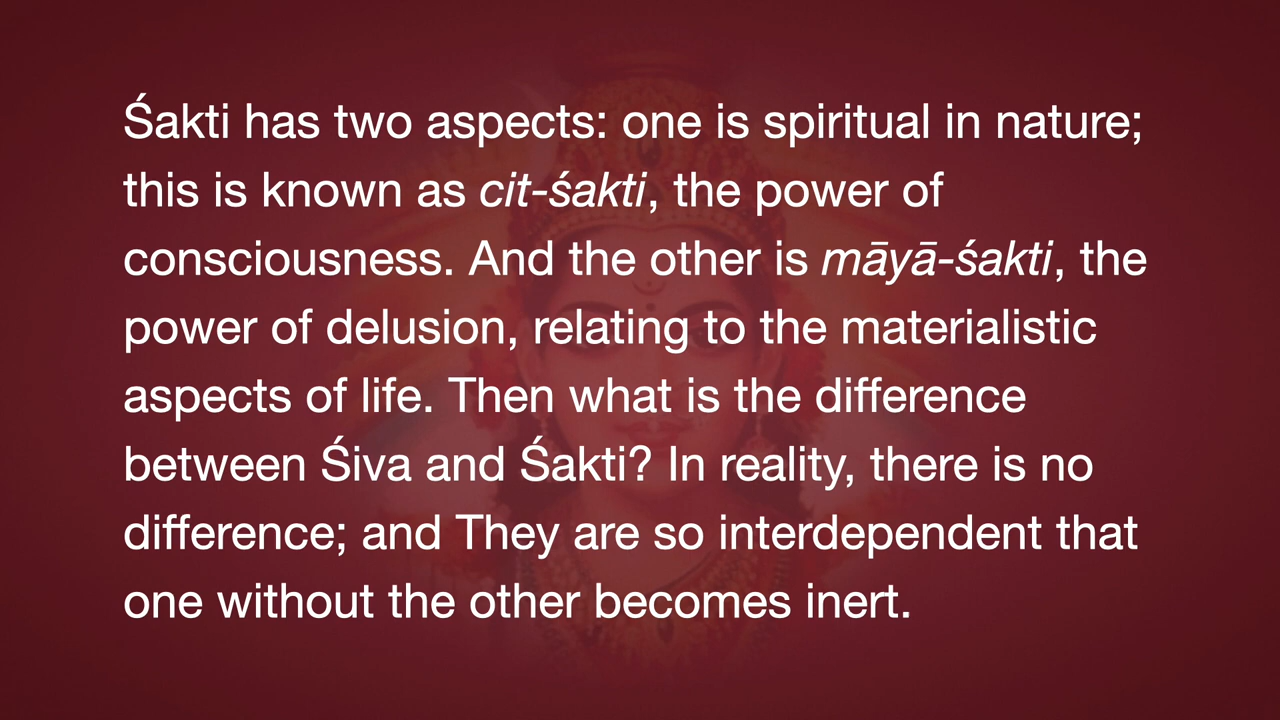 Śakti has two aspects: one is spiritual in nature;
this is known as cit-śakti, the power of
consciousness. And the other is māyā-śakti, the
power of delusion, relating to the materialistic
aspects of life. Then what is the difference
between Śiva and Śakti? In reality, there is no
difference; and They are so interdependent that
one without the other becomes inert.